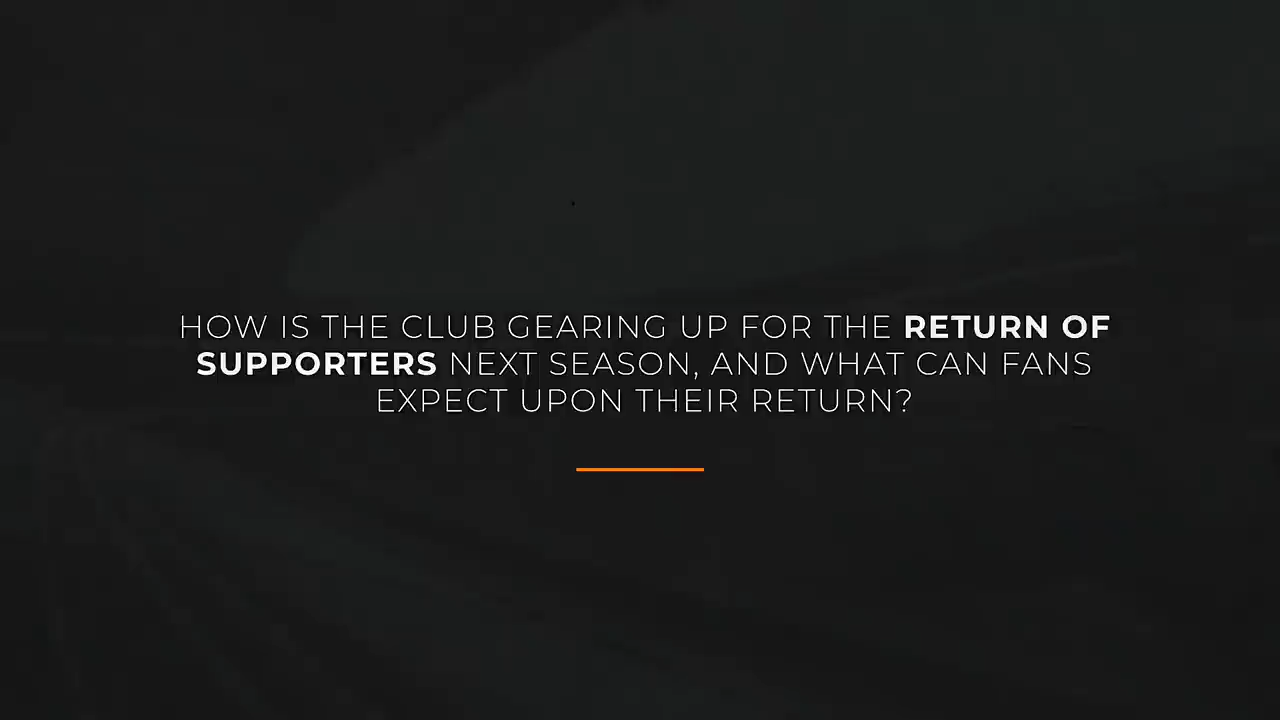 HOW IS THE CLUB GEARING UP FOR THE RETURN OF
SUPPORTERS NEXT SEASON, AND WHAT CAN FANS
EXPECT UPON THEIR RETURN?